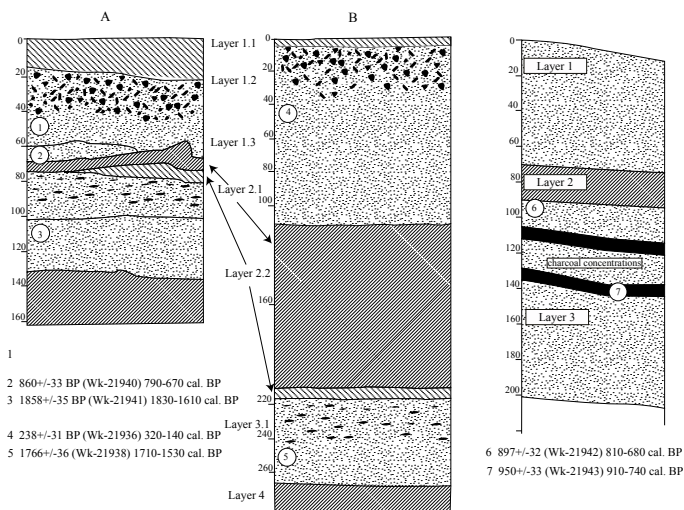 A
B
0
20
40
60
80
100
120
140
160
1
2
3
Layer 1.1
Layer 1.2
Layer 1.3
Layer 2.1
Layer 2.2
Layer 3.1
Layer 4
0
20
40
60
80
100
160
220
240
260
4
5
0
20
40
60
80
100
120
140
160
180
200
Layer 1
Layer 2
6
charcoal concentrations
7
Layer 3
1
2 860+/-33 BP (Wk-21940) 790-670 cal. BP
3 1858+/-35 BP (Wk-21941) 1830-1610 cal. BP
4 238+/-31 BP (Wk-21936) 320-140 cal. BP
5 1766+/-36 (Wk-21938) 1710-1530 cal. BP
6 897+/-32 (Wk-21942) 810-680 cal. BP
7 950+/-33 (Wk-21943) 910-740 cal. BP